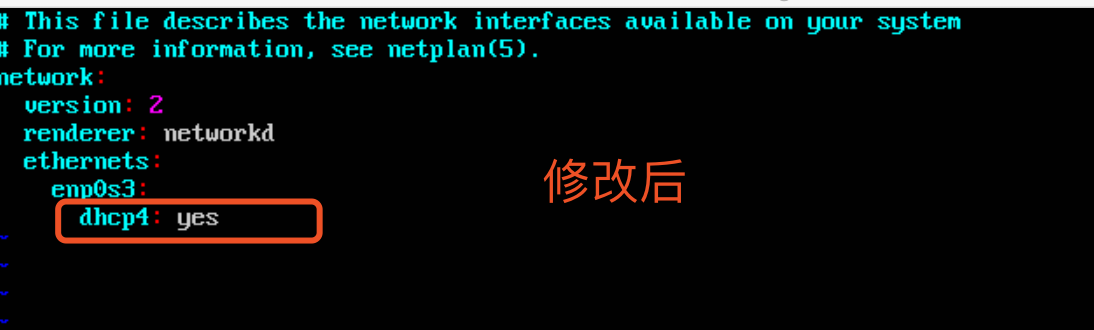 # This file describes the network interfaces available on your system
# For more information, see netplan(5).
network:
  version: 2
  renderer: networkd
  ethernets:
    enp0s3:
      dhcp4: yes
修改后
~
~
~
~